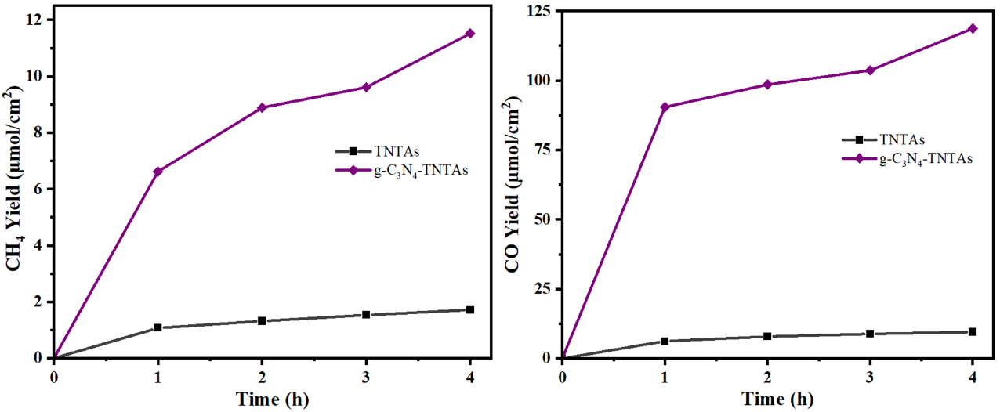 12
10
8
6
4
2
0
CH₄ Yield (μmol/cm²)
TNTAs
g-C₃N₄-TNTAs
0 1 2 3 4
Time (h)
125
100
75
50
25
0
CO Yield (μmol/cm²)
TNTAs
g-C₃N₄-TNTAs
0 1 2 3 4
Time (h)